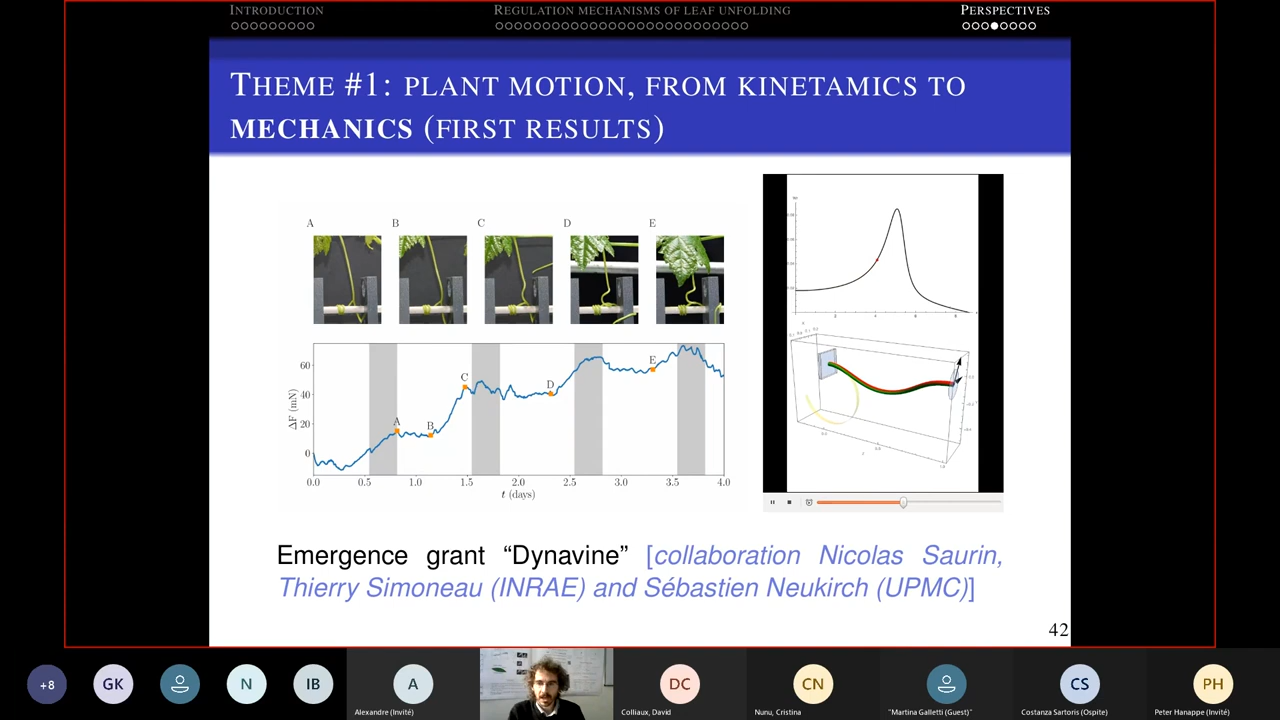 INTRODUCTION
REGULATION MECHANISMS OF LEAF UNFOLDING
PERSPECTIVES
THEME #1: PLANT MOTION, FROM KINETAMICS TO
MECHANICS (FIRST RESULTS)
A B C D E
60
40
20
0
ΔF (mN)
A B C D E
0.0 0.5 1.0 1.5 2.0 2.5 3.0 3.5 4.0
t (days)
Emergence grant “Dynavine” [collaboration Nicolas Saurin,
Thierry Simoneau (INRAE) and Sébastien Neukirch (UPMC)]
42
+8 GK N IB A DC CN CS PH
Alexandre (Invité)
Colliaux, David
Nunu, Cristina
"Martina Galletti (Guest)"
Costanza Sartoris (Ospite)
Peter Hanappe (Invité)